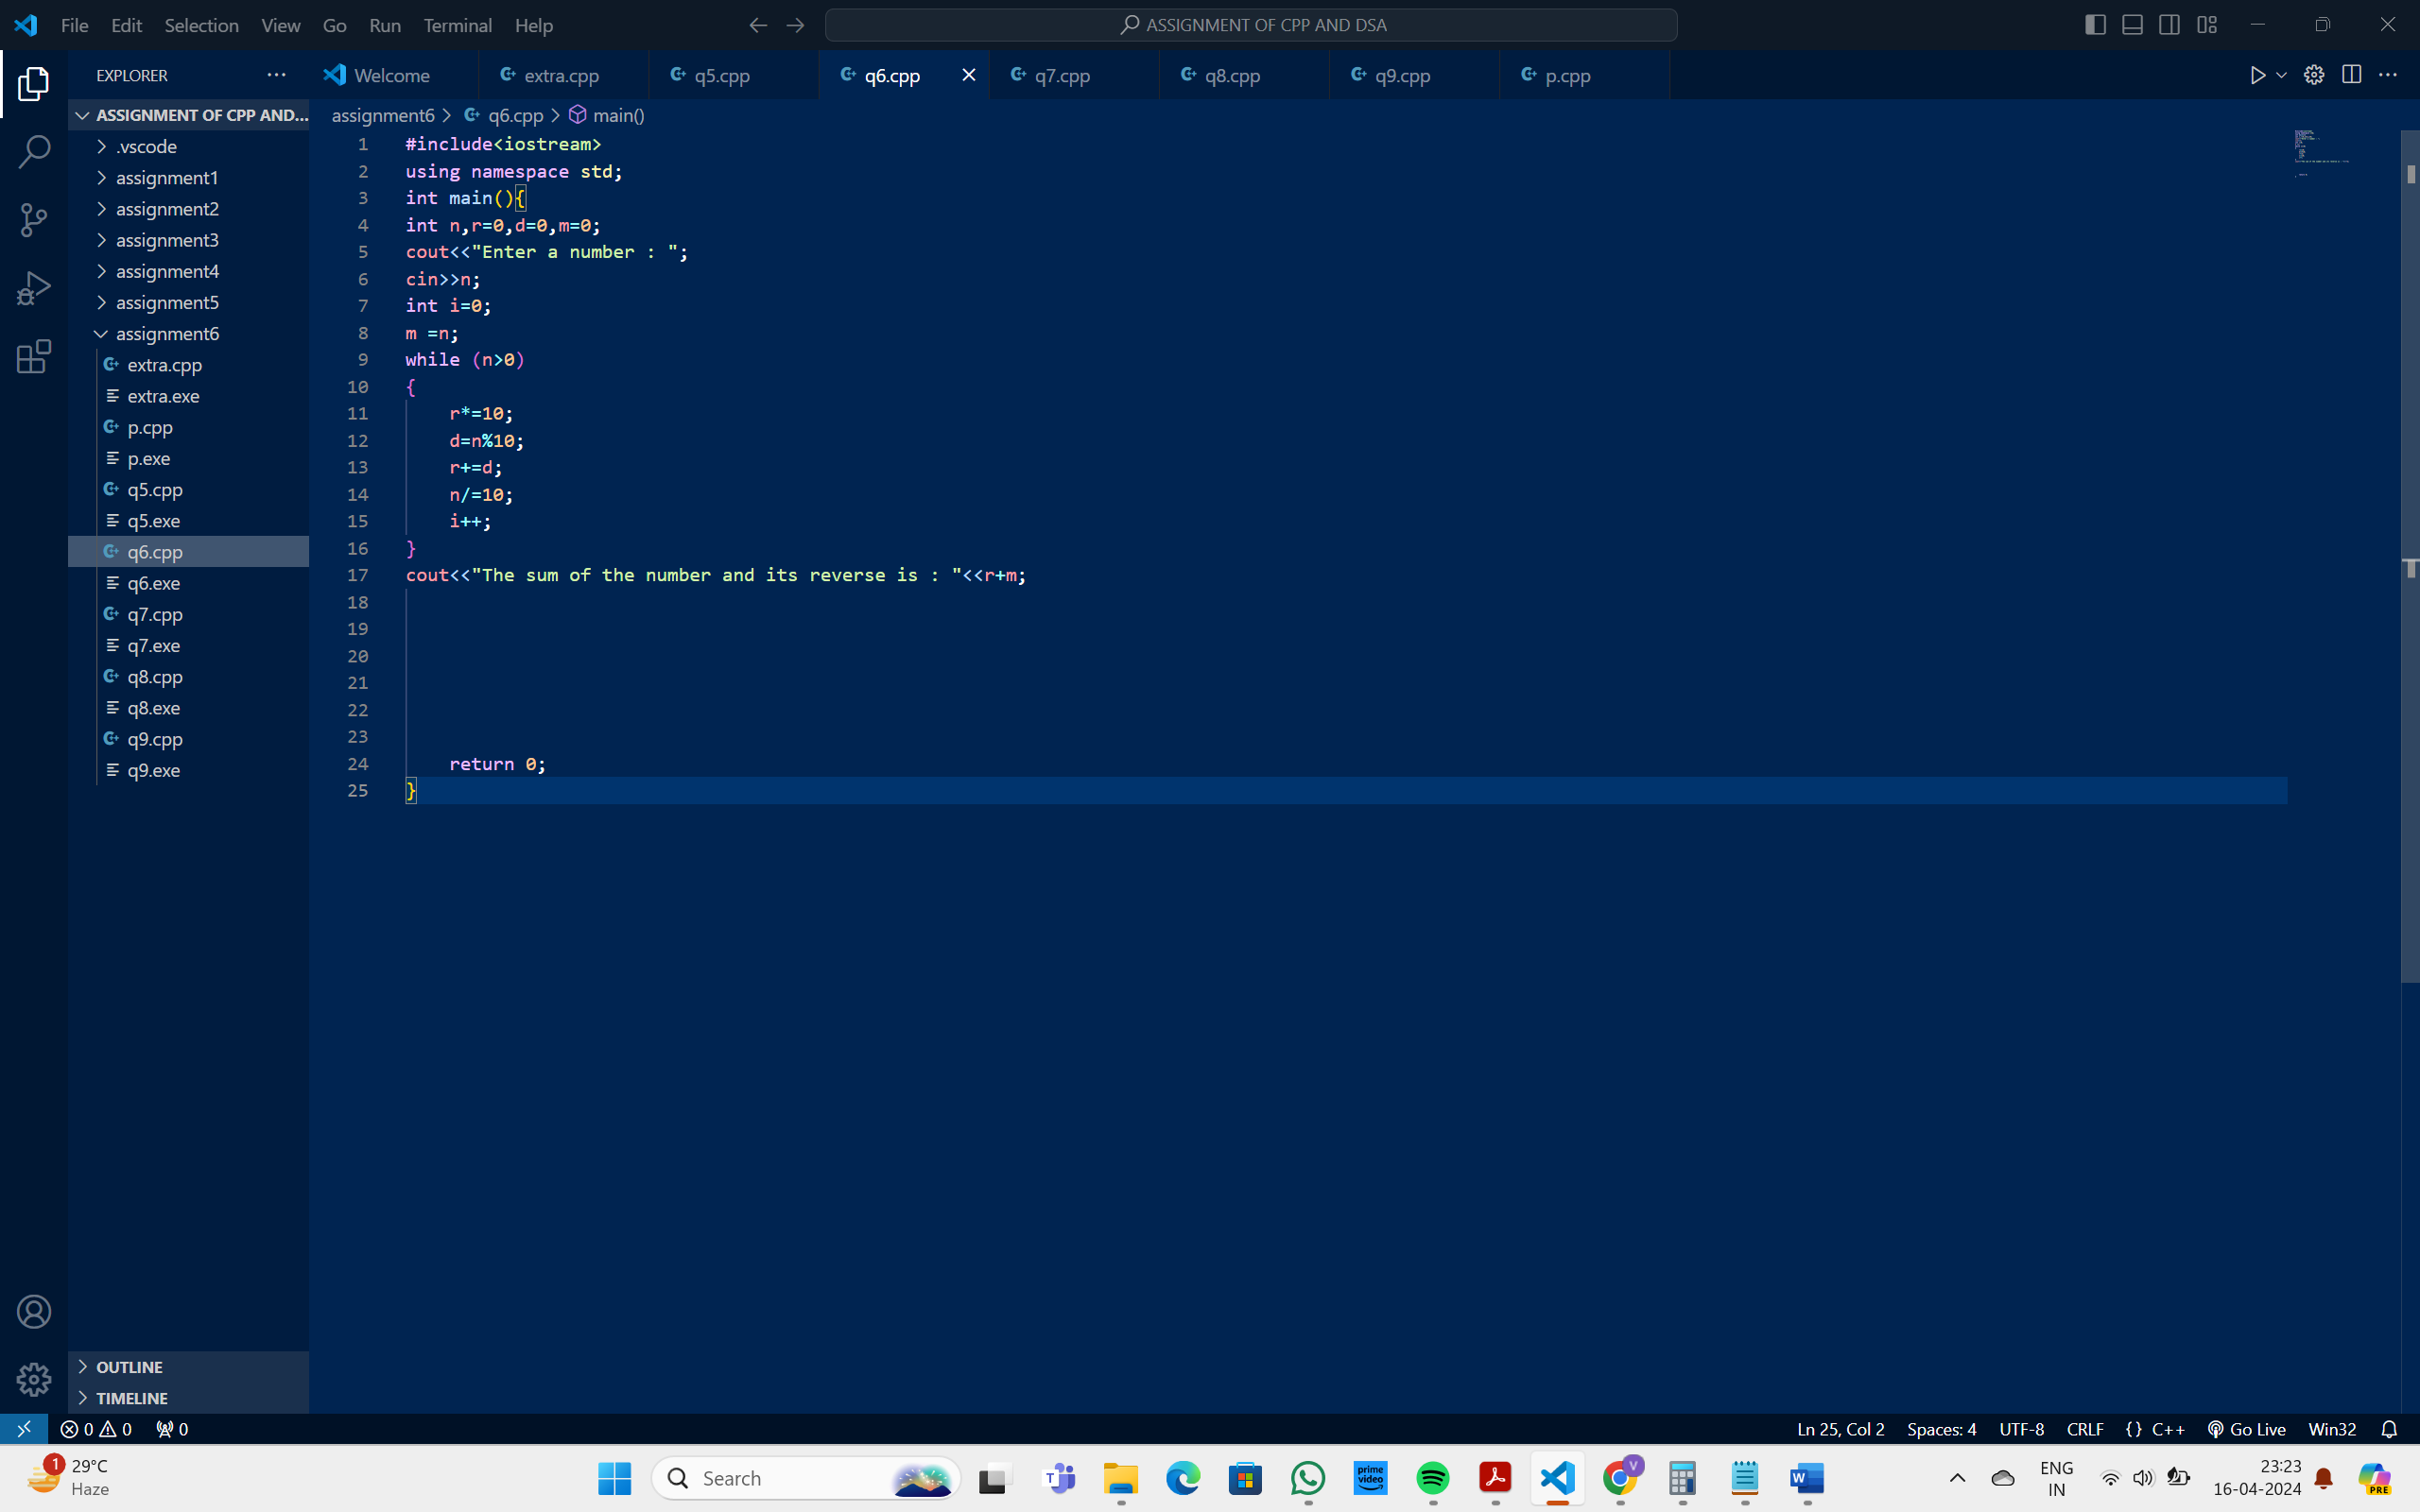 File Edit Selection View Go Run Terminal Help
ASSIGNMENT OF CPP AND DSA
EXPLORER
Welcome
extra.cpp
q5.cpp
q6.cpp
q7.cpp
q8.cpp
q9.cpp
p.cpp
ASSIGNMENT OF CPP AND...
.vscode
assignment1
assignment2
assignment3
assignment4
assignment5
assignment6
extra.cpp
extra.exe
p.cpp
p.exe
q5.cpp
q5.exe
q6.cpp
q6.exe
q7.cpp
q7.exe
q8.cpp
q8.exe
q9.cpp
q9.exe
OUTLINE
TIMELINE
assignment6 > q6.cpp > main()
1 #include<iostream>
2 using namespace std;
3 int main(){
4 int n,r=0,d=0,m=0;
5 cout<<"Enter a number : ";
6 cin>>n;
7 int i=0;
8 m =n;
9 while (n>0)
10 {
11 r*=10;
12 d=n%10;
13 r+=d;
14 n/=10;
15 i++;
16 }
17 cout<<"The sum of the number and its reverse is : "<<r+m;
18
19
20
21
22
23
24 return 0;
25 }
0 0 0
Ln 25, Col 2 Spaces: 4 UTF-8 CRLF {} C++ Go Live Win32
1
29°C
Haze
Search
T
prime video
V
W
ENG
IN
23:23
16-04-2024
PRE